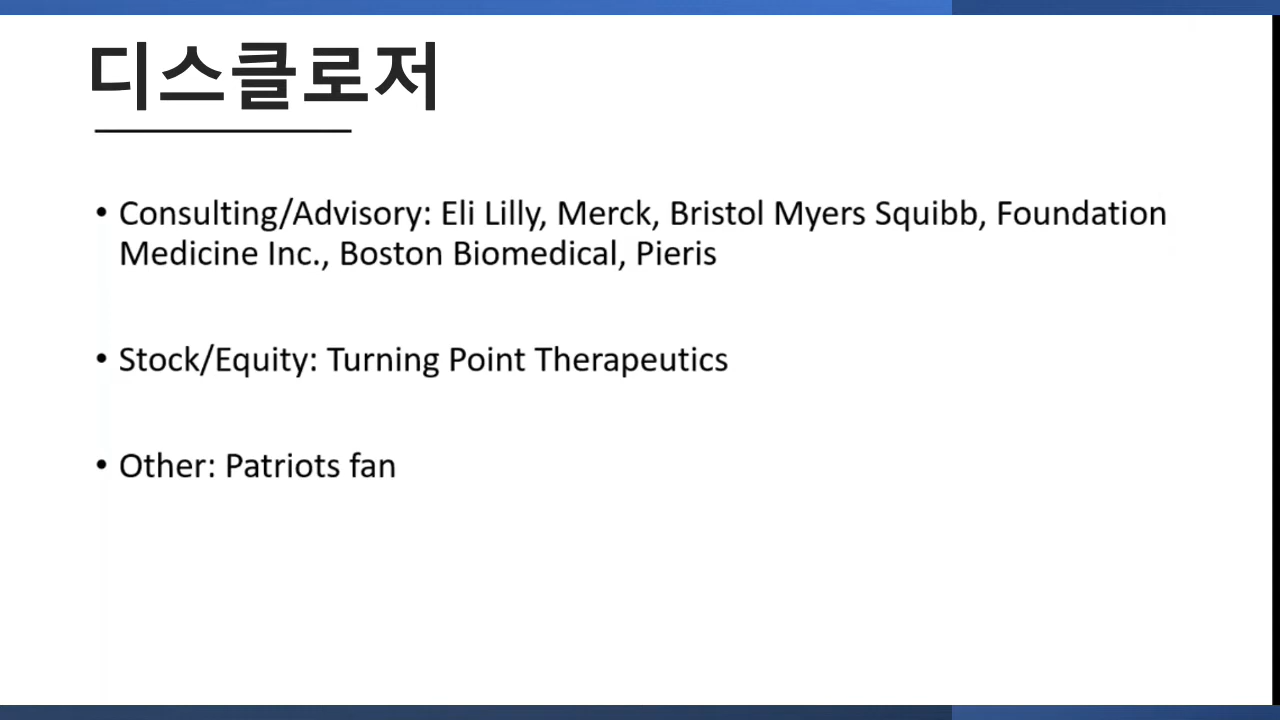 디스클로저
• Consulting/Advisory: Eli Lilly, Merck, Bristol Myers Squibb, Foundation
Medicine Inc., Boston Biomedical, Pieris
• Stock/Equity: Turning Point Therapeutics
• Other: Patriots fan